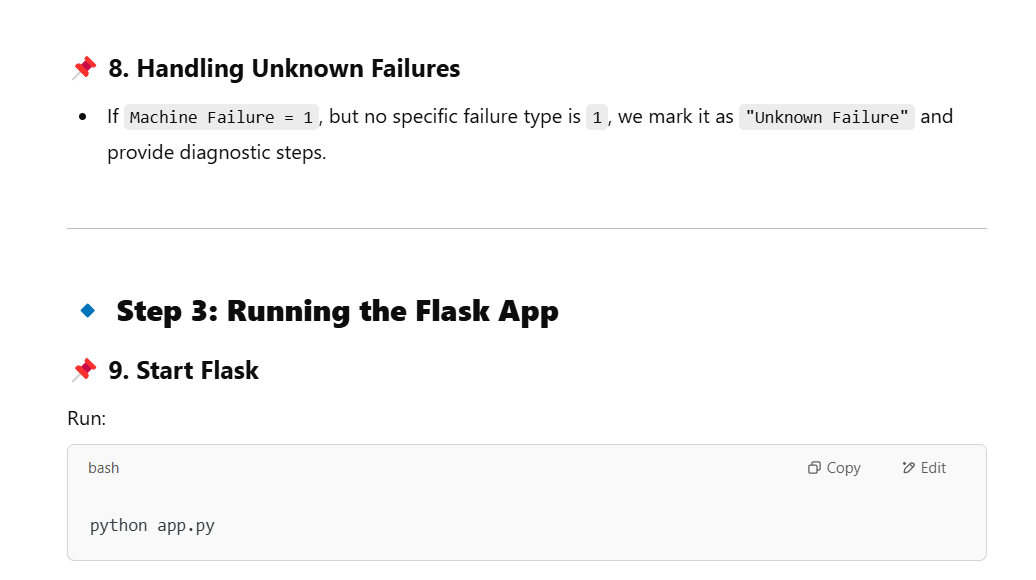 📌 8. Handling Unknown Failures
• If Machine Failure = 1, but no specific failure type is 1, we mark it as "Unknown Failure" and
provide diagnostic steps.
🔹 Step 3: Running the Flask App
📌 9. Start Flask
Run:
bash Copy Edit
python app.py